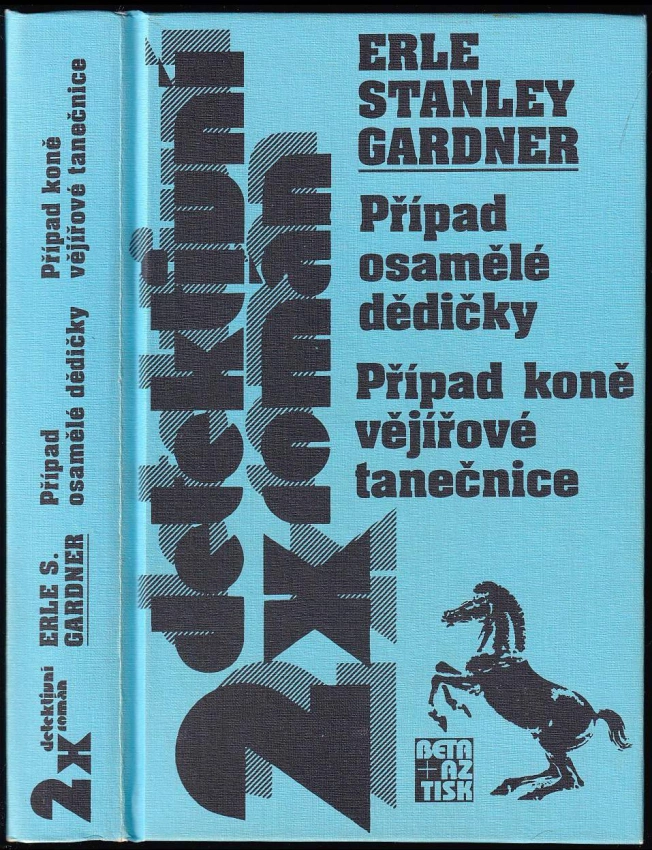 Případ koně
vějířové tanečnice
Případ
osamělé dědičky
ERLE S.
GARDNER
detektivní
román
2X
detektivní
román
2x
ERLE
STANLEY
GARDNER
Případ
osamělé
dědičky
Případ koně
vějířové
tanečnice
BETA
+AZ
TISK